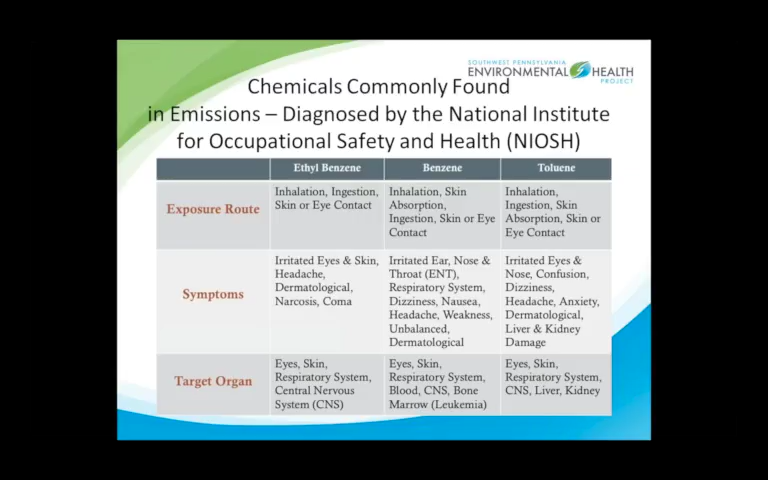 SOUTHWEST PENNSYLVANIA
ENVIRONMENTAL HEALTH
PROJECT
Chemicals Commonly Found
in Emissions – Diagnosed by the National Institute
for Occupational Safety and Health (NIOSH)
Ethyl Benzene Benzene Toluene
Exposure Route
Inhalation, Ingestion,
Skin or Eye Contact
Inhalation, Skin
Absorption,
Ingestion, Skin or Eye
Contact
Inhalation,
Ingestion, Skin
Absorption, Skin or
Eye Contact
Symptoms
Irritated Eyes & Skin,
Headache,
Dermatological,
Narcosis, Coma
Irritated Ear, Nose &
Throat (ENT),
Respiratory System,
Dizziness, Nausea,
Headache, Weakness,
Unbalanced,
Dermatological
Irritated Eyes &
Nose, Confusion,
Dizziness,
Headache, Anxiety,
Dermatological,
Liver & Kidney
Damage
Target Organ
Eyes, Skin,
Respiratory System,
Central Nervous
System (CNS)
Eyes, Skin,
Respiratory System,
Blood, CNS, Bone
Marrow (Leukemia)
Eyes, Skin,
Respiratory System,
CNS, Liver, Kidney